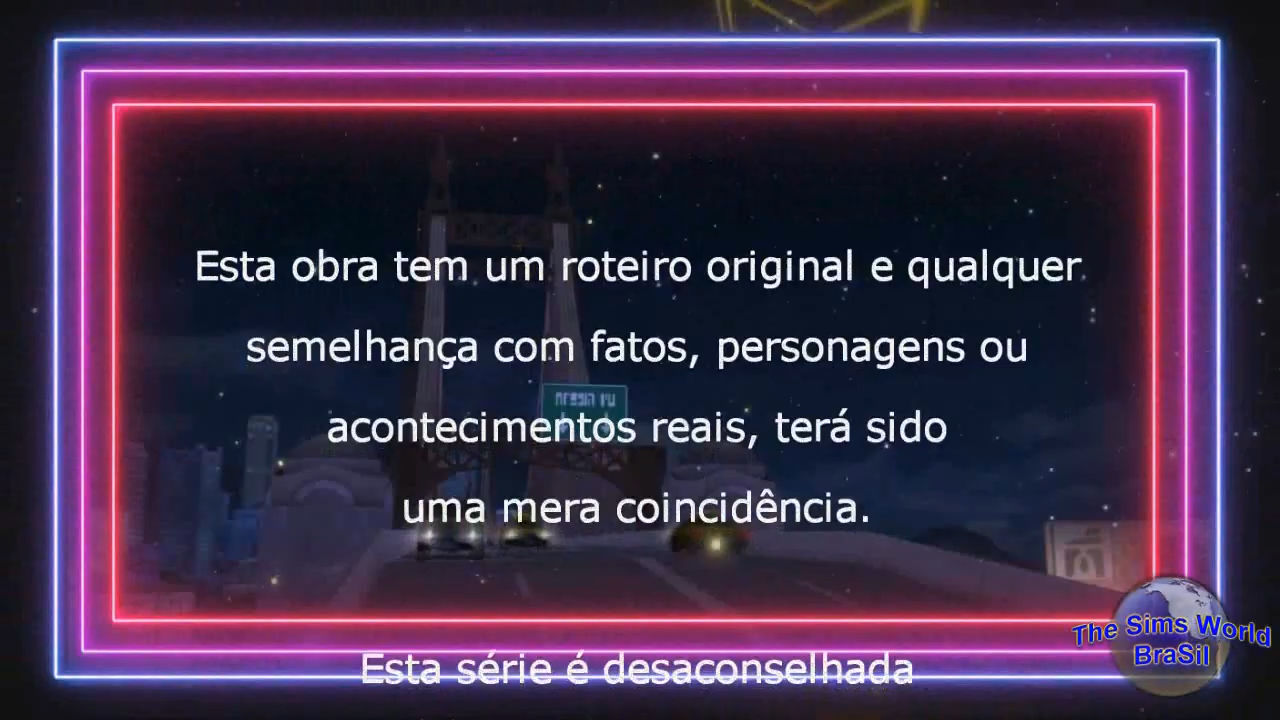 Esta obra tem um roteiro original e qualquer
semelhança com fatos, personagens ou
acontecimentos reais, terá sido
uma mera coincidência.
Esta série é desaconselhada
The Sims World
BraSil